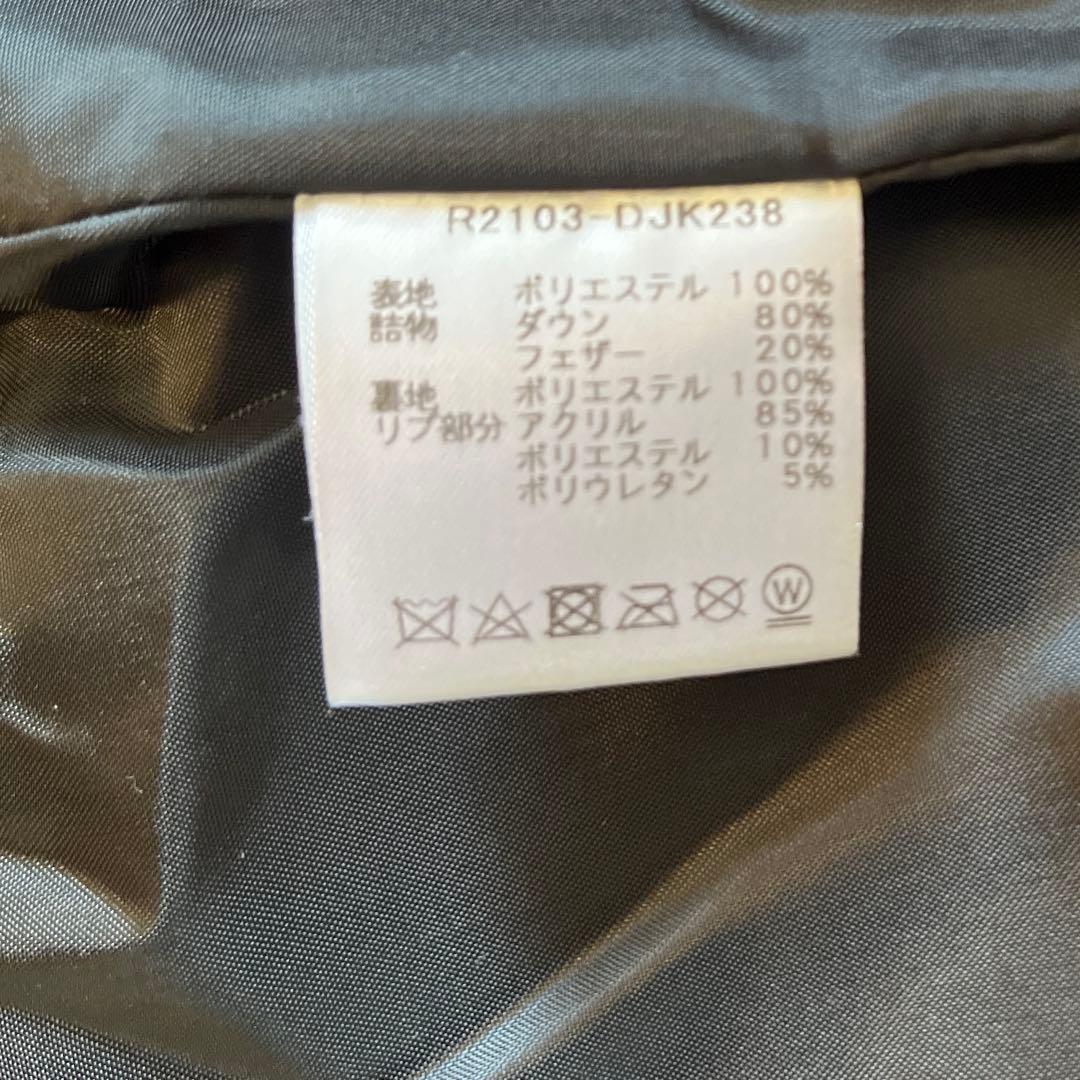 R2103-DJK238
表地 ポリエステル 100%
詰物 ダウン 80%
フェザー 20%
裏地 ポリエステル 100%
リブ部分 アクリル 85%
ポリエステル 10%
ポリウレタン 5%
W